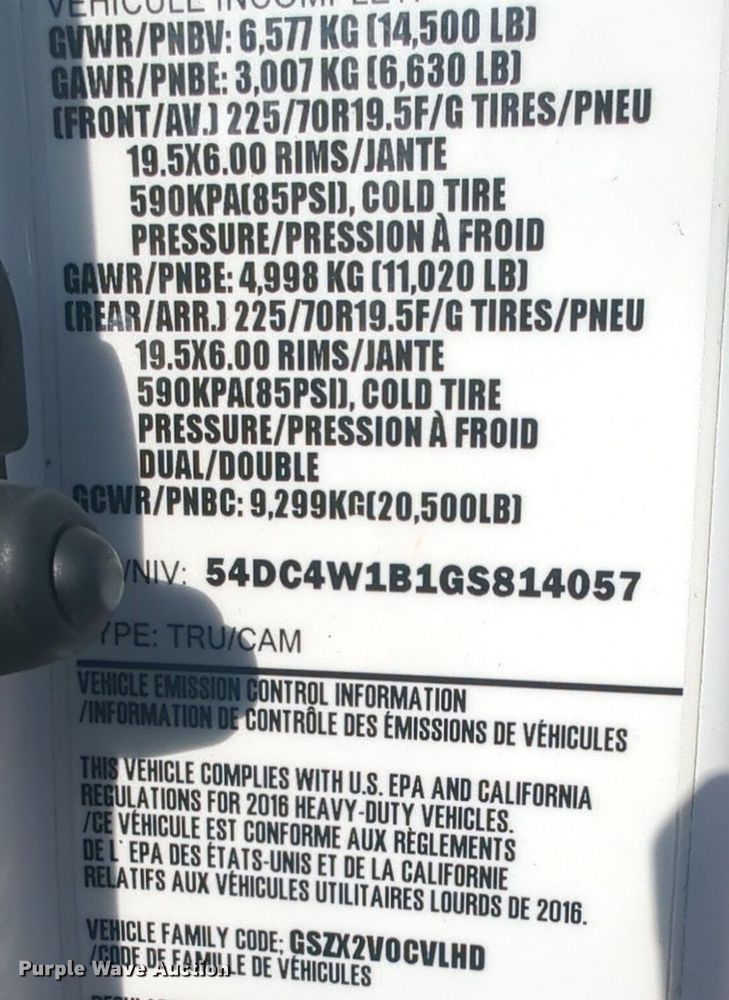 VEHICULE INCOMPLET
GVWR/PNBV: 6,577 KG (14,500 LB)
GAWR/PNBE: 3,007 KG (6,630 LB)
(FRONT/AV.) 225/70R19.5F/G TIRES/PNEU
19.5X6.00 RIMS/JANTE
590KPA(85PSI), COLD TIRE
PRESSURE/PRESSION À FROID
GAWR/PNBE: 4,998 KG (11,020 LB)
(REAR/ARR.) 225/70R19.5F/G TIRES/PNEU
19.5X6.00 RIMS/JANTE
590KPA(85PSI), COLD TIRE
PRESSURE/PRESSION À FROID
DUAL/DOUBLE
GCWR/PNBC: 9,299KG(20,500LB)
/NIV: 54DC4W1B1GS814057
YPE: TRU/CAM
VEHICLE EMISSION CONTROL INFORMATION
/INFORMATION DE CONTRÔLE DES ÉMISSIONS DE VÉHICULES
THIS VEHICLE COMPLIES WITH U.S. EPA AND CALIFORNIA
REGULATIONS FOR 2016 HEAVY-DUTY VEHICLES.
/CE VÉHICULE EST CONFORME AUX RÈGLEMENTS
DE L'EPA DES ÉTATS-UNIS ET DE LA CALIFORNIE
RELATIFS AUX VÉHICULES UTILITAIRES LOURDS DE 2016.
VEHICLE FAMILY CODE: GSZX2VOCVLHD
/CODE DE FAMILLE DE VÉHICULES
Purple Wave Auction